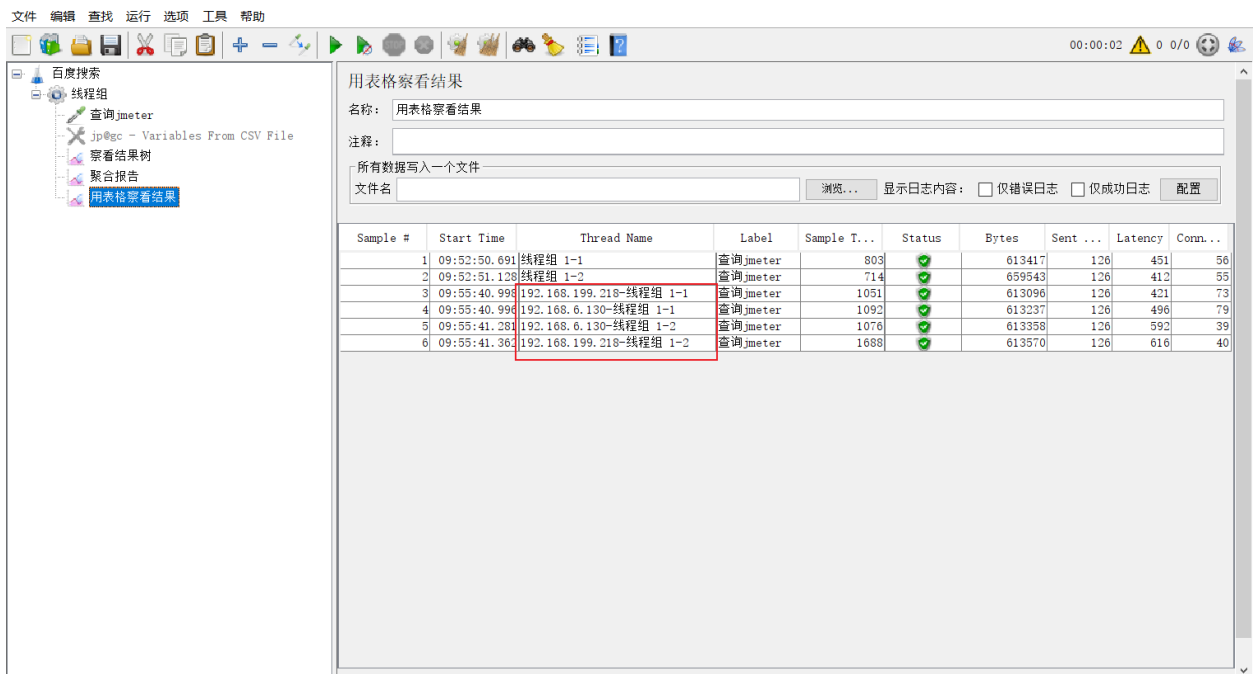 文件 编辑 查找 运行 选项 工具 帮助
00:00:02 0 0/0
百度搜索
线程组
查询jmeter
jp@gc - Variables From CSV File
察看结果树
聚合报告
用表格察看结果
用表格察看结果
名称: 用表格察看结果
注释:
所有数据写入一个文件
文件名 浏览... 显示日志内容: 仅错误日志 仅成功日志 配置
Sample # Start Time Thread Name Label Sample T... Status Bytes Sent ... Latency Conn...
1 09:52:50.691 线程组 1-1 查询jmeter 803 613417 126 451 56
2 09:52:51.128 线程组 1-2 查询jmeter 714 659543 126 412 55
3 09:55:40.998 192.168.199.218-线程组 1-1 查询jmeter 1051 613096 126 421 73
4 09:55:40.996 192.168.6.130-线程组 1-1 查询jmeter 1092 613237 126 496 79
5 09:55:41.281 192.168.6.130-线程组 1-2 查询jmeter 1076 613358 126 592 39
6 09:55:41.362 192.168.199.218-线程组 1-2 查询jmeter 1688 613570 126 616 40